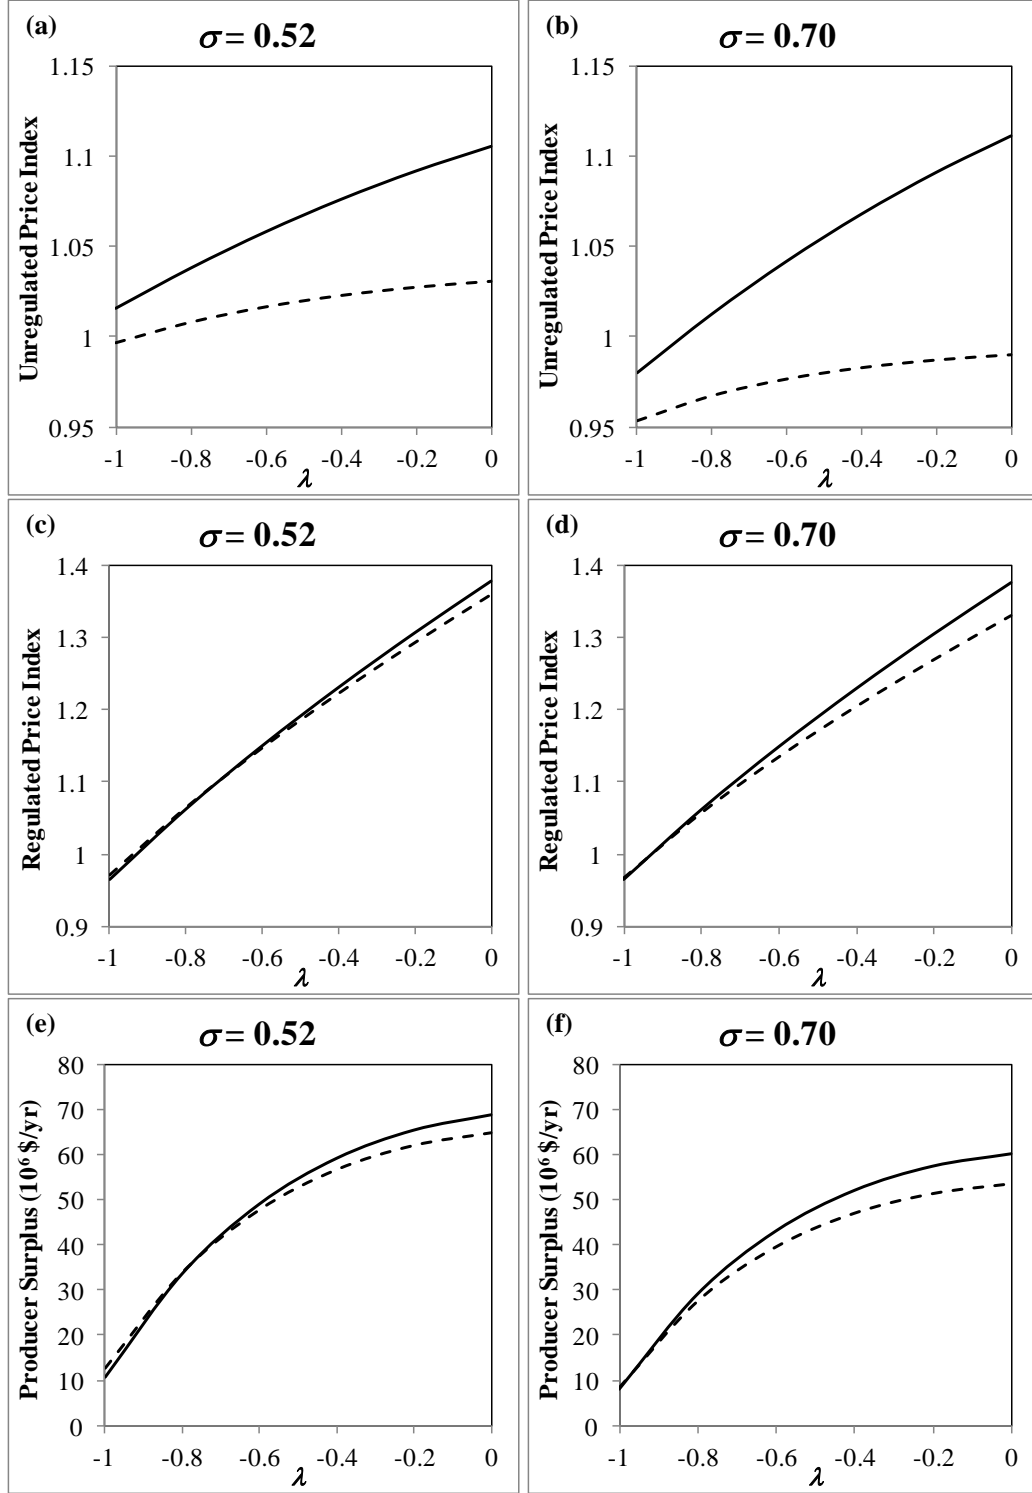 (a)
σ = 0.52
Unregulated Price Index
1.15
1.1
1.05
1
0.95
-1 -0.8 -0.6 -0.4 -0.2 0
λ
(b)
σ = 0.70
Unregulated Price Index
1.15
1.1
1.05
1
0.95
-1 -0.8 -0.6 -0.4 -0.2 0
λ
(c)
σ = 0.52
Regulated Price Index
1.4
1.3
1.2
1.1
1
0.9
-1 -0.8 -0.6 -0.4 -0.2 0
λ
(d)
σ = 0.70
Regulated Price Index
1.4
1.3
1.2
1.1
1
0.9
-1 -0.8 -0.6 -0.4 -0.2 0
λ
(e)
σ = 0.52
Producer Surplus (10⁶ $/yr)
80
70
60
50
40
30
20
10
0
-1 -0.8 -0.6 -0.4 -0.2 0
λ
(f)
σ = 0.70
Producer Surplus (10⁶ $/yr)
80
70
60
50
40
30
20
10
0
-1 -0.8 -0.6 -0.4 -0.2 0
λ